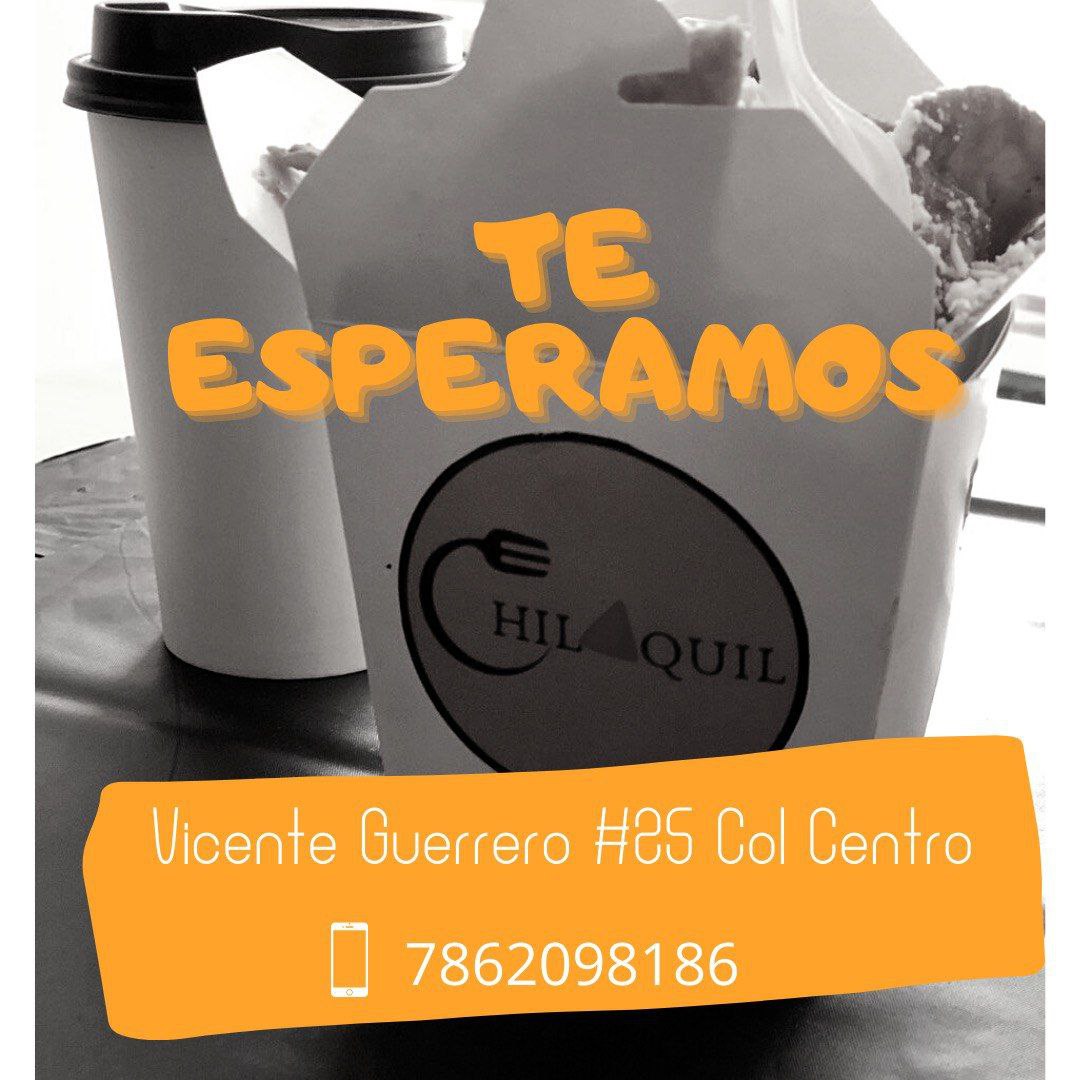 TE
ESPERAMOS
CHILAQUIL
Vicente Guerrero #25 Col Centro
7862098186